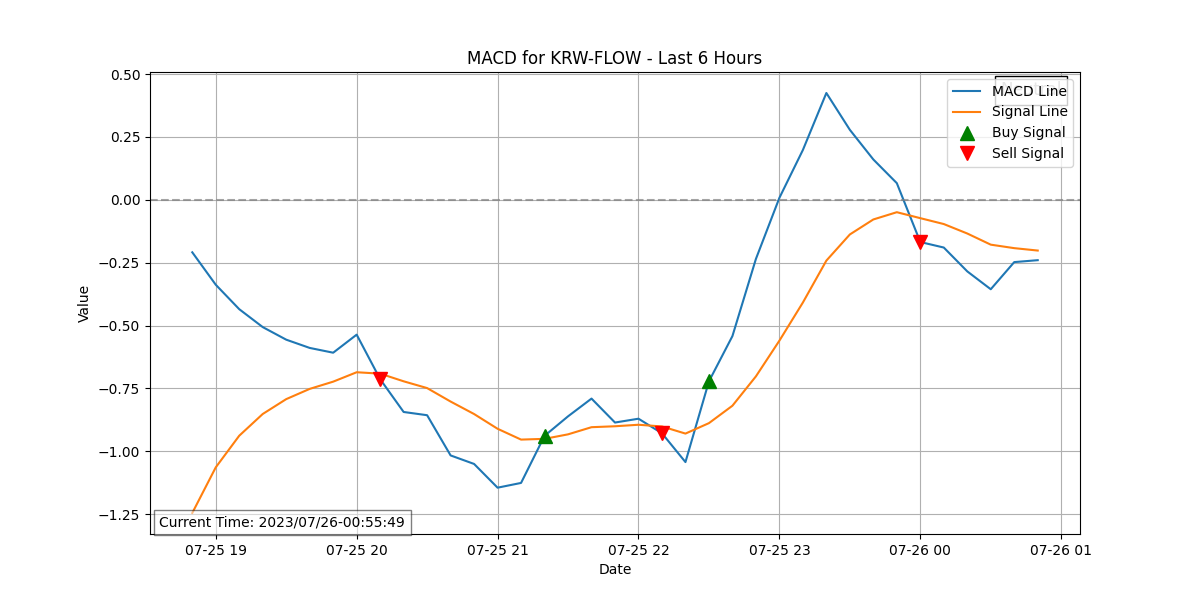 MACD for KRW-FLOW - Last 6 Hours
MACD Line
Signal Line
Buy Signal
Sell Signal
0.50
0.25
0.00
−0.25
−0.50
−0.75
−1.00
−1.25
Value
Current Time: 2023/07/26-00:55:49
07-25 19
07-25 20
07-25 21
07-25 22
07-25 23
07-26 00
07-26 01
Date